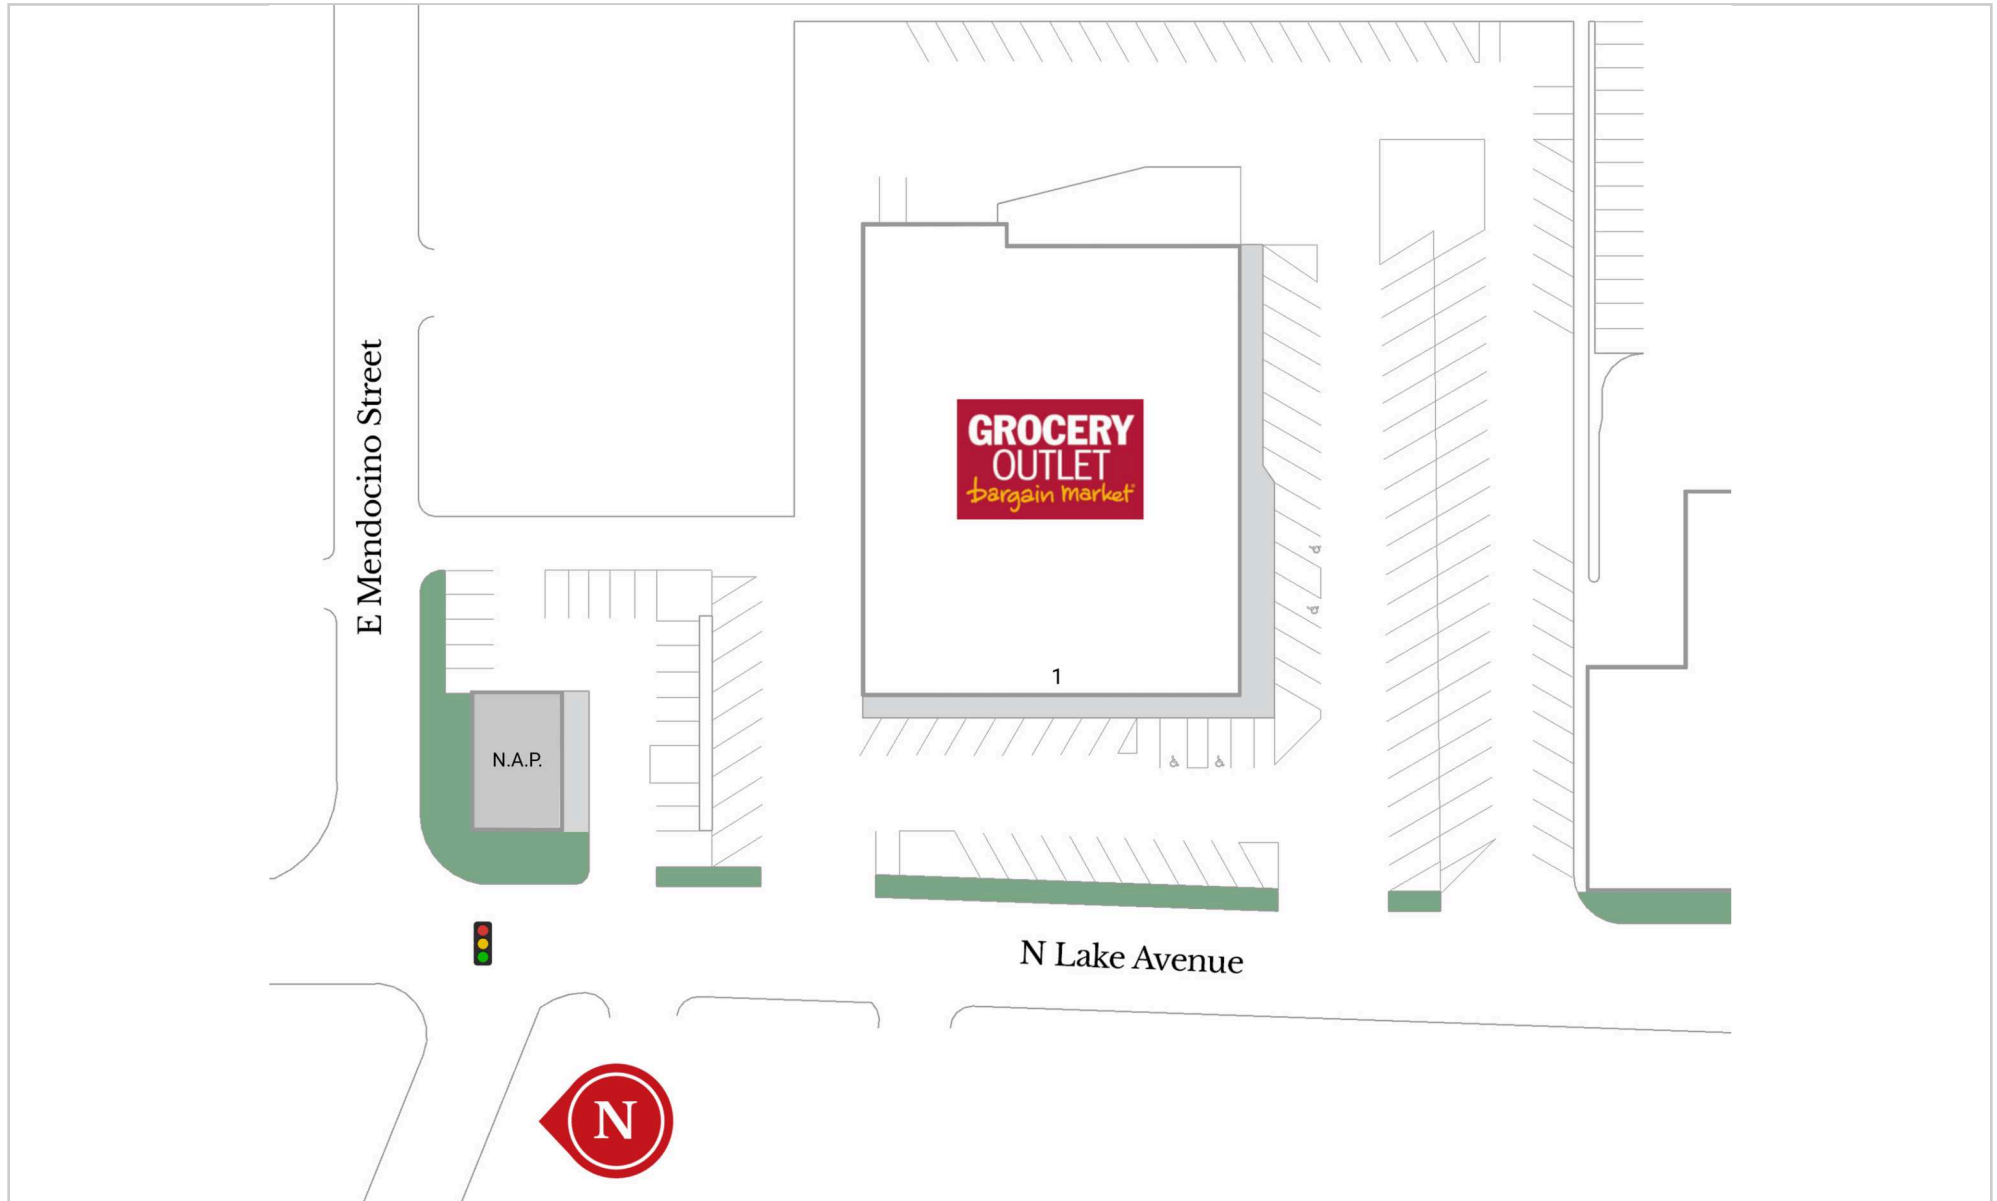 E Mendocino Street
GROCERY
OUTLET
bargain market
1
N.A.P.
N Lake Avenue
N